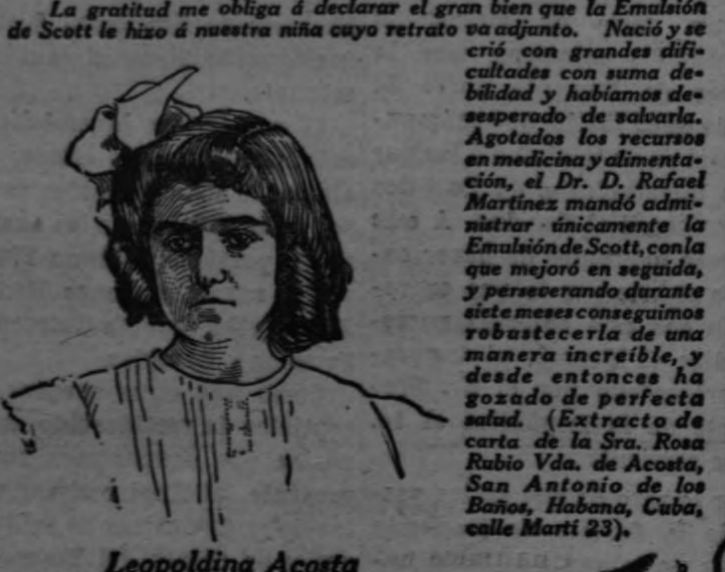 La gratitud me obliga á declarar el gran bien que la Emulsión
de Scott le hizo á nuestra niña cuyo retrato va adjunto. Nació y se
crió con grandes difi-
cultades con suma de-
bilidad y habíamos de-
sesperado de salvarla.
Agotados los recursos
en medicina y alimenta-
ción, el Dr. D. Rafael
Martínez mandó admi-
nistrar únicamente la
Emulsión de Scott, con la
que mejoró en seguida,
y perseverando durante
siete meses conseguimos
robustecerla de una
manera increíble, y
desde entonces ha
gozado de perfecta
salud. (Extracto de
carta de la Sra. Rosa
Rubio Vda. de Acosta,
San Antonio de los
Baños, Habana, Cuba,
calle Martí 23).
Leopoldina Acosta